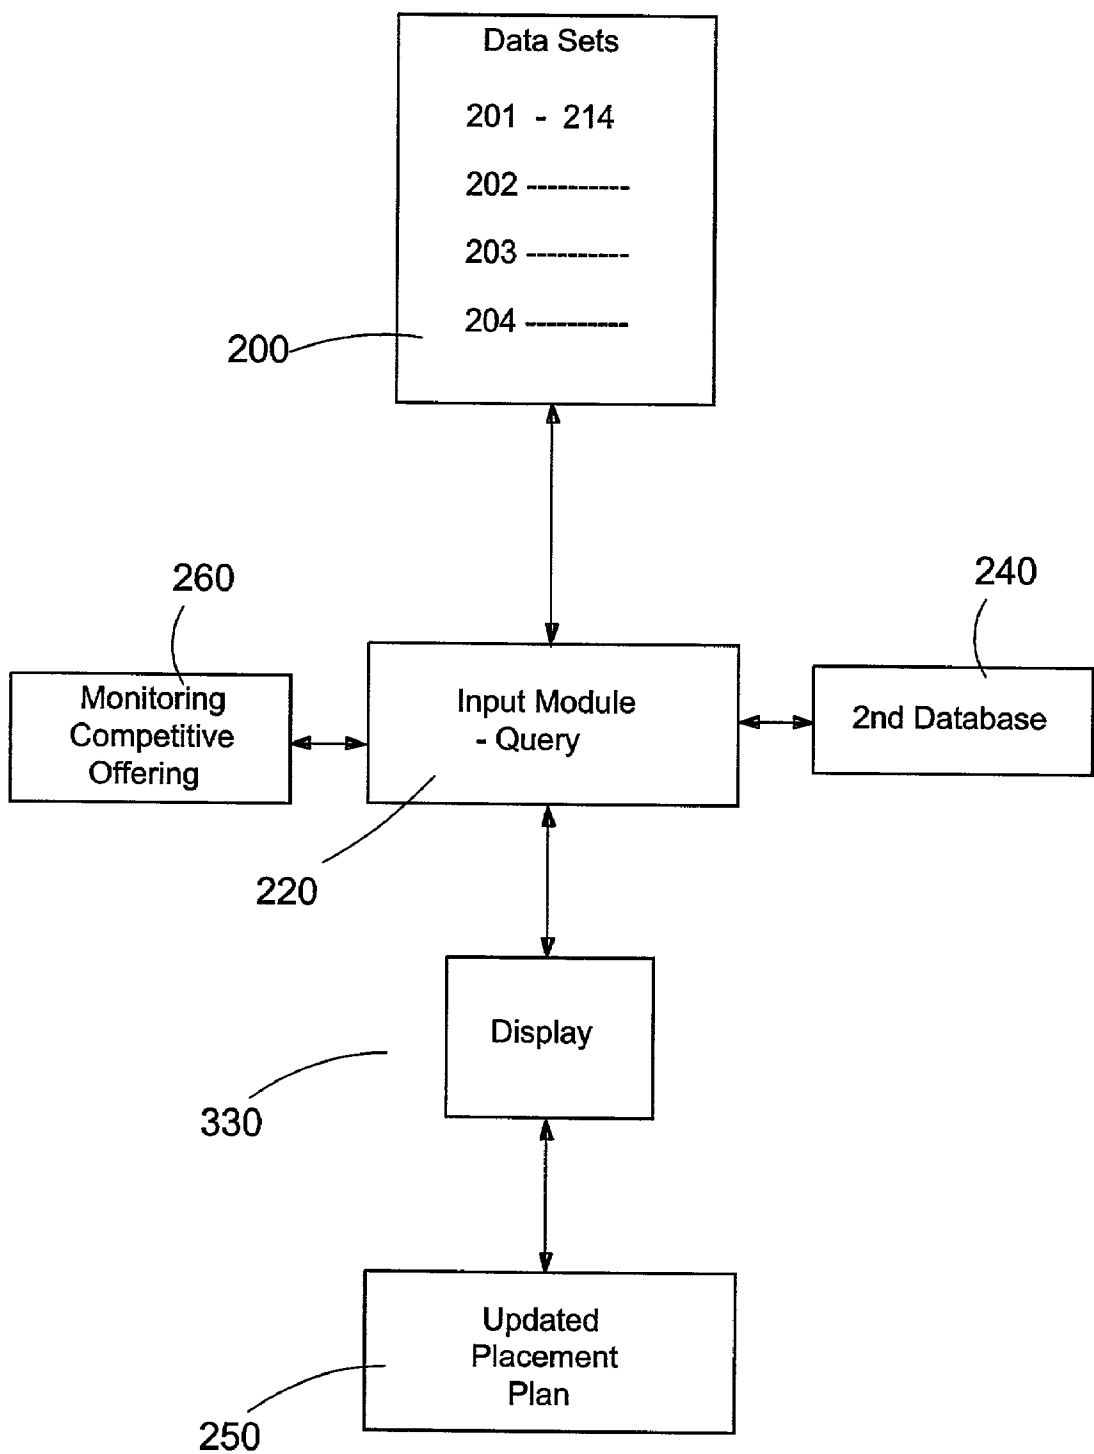 Data Sets
201 - 214
202 ----------
203 ----------
204 ----------
200
260
240
Monitoring
Competitive
Offering
Input Module
- Query
2nd Database
220
Display
330
Updated
Placement
Plan
250